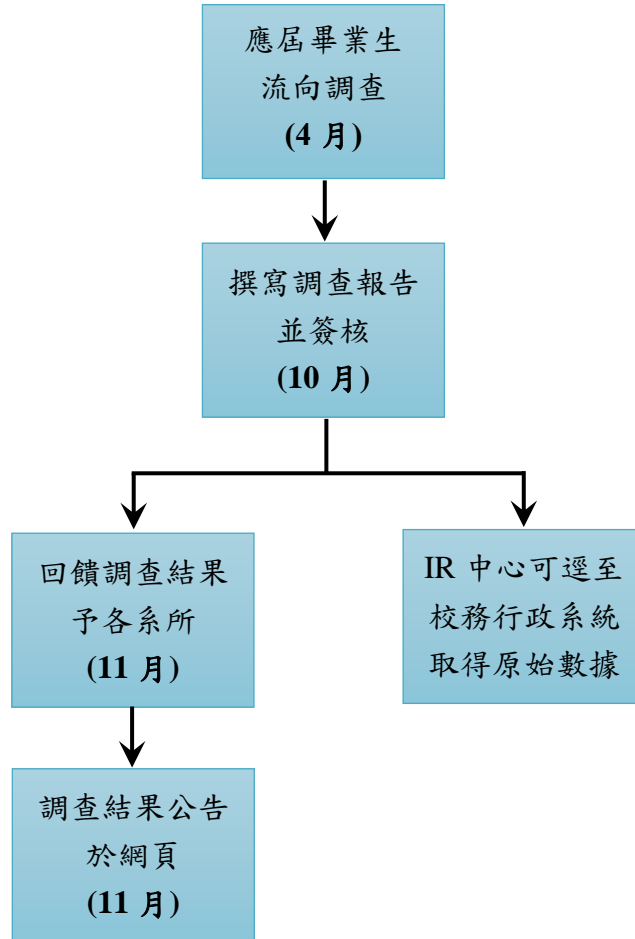 應屆畢業生
流向調查
(4 月)
撰寫調查報告
並簽核
(10 月)
回饋調查結果
予各系所
(11 月)
IR 中心可逕至
校務行政系統
取得原始數據
調查結果公告
於網頁
(11 月)